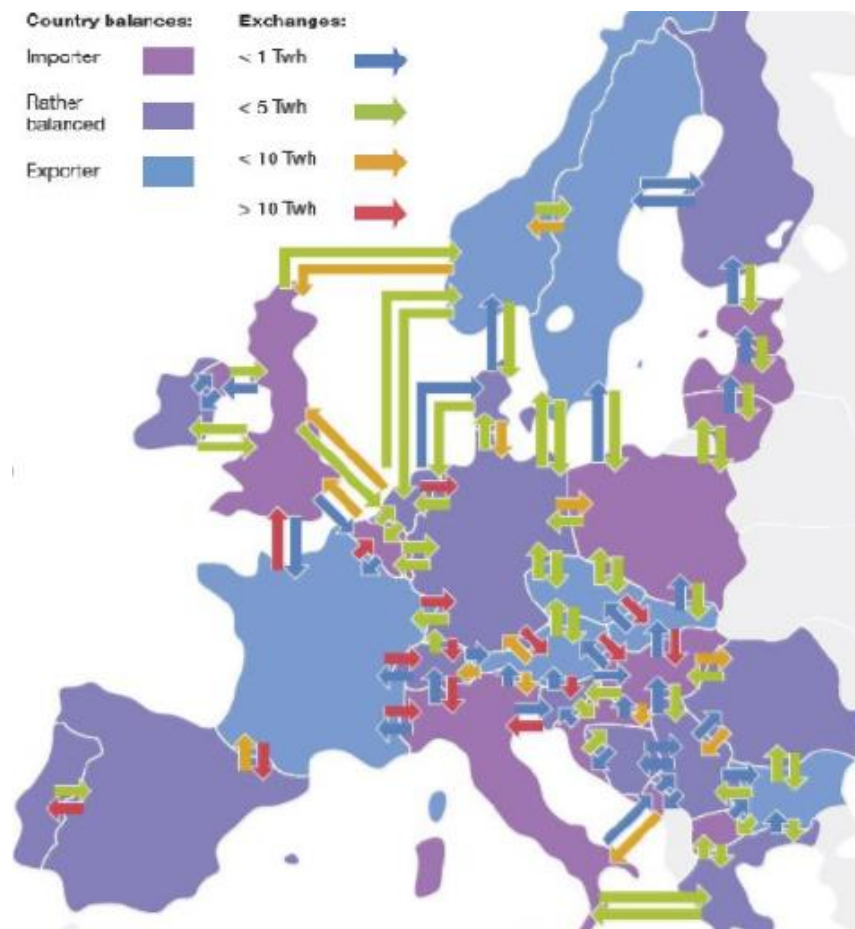 Country balances:
Importer
Rather
balanced
Exporter
Exchanges:
< 1 Twh
< 5 Twh
< 10 Twh
> 10 Twh